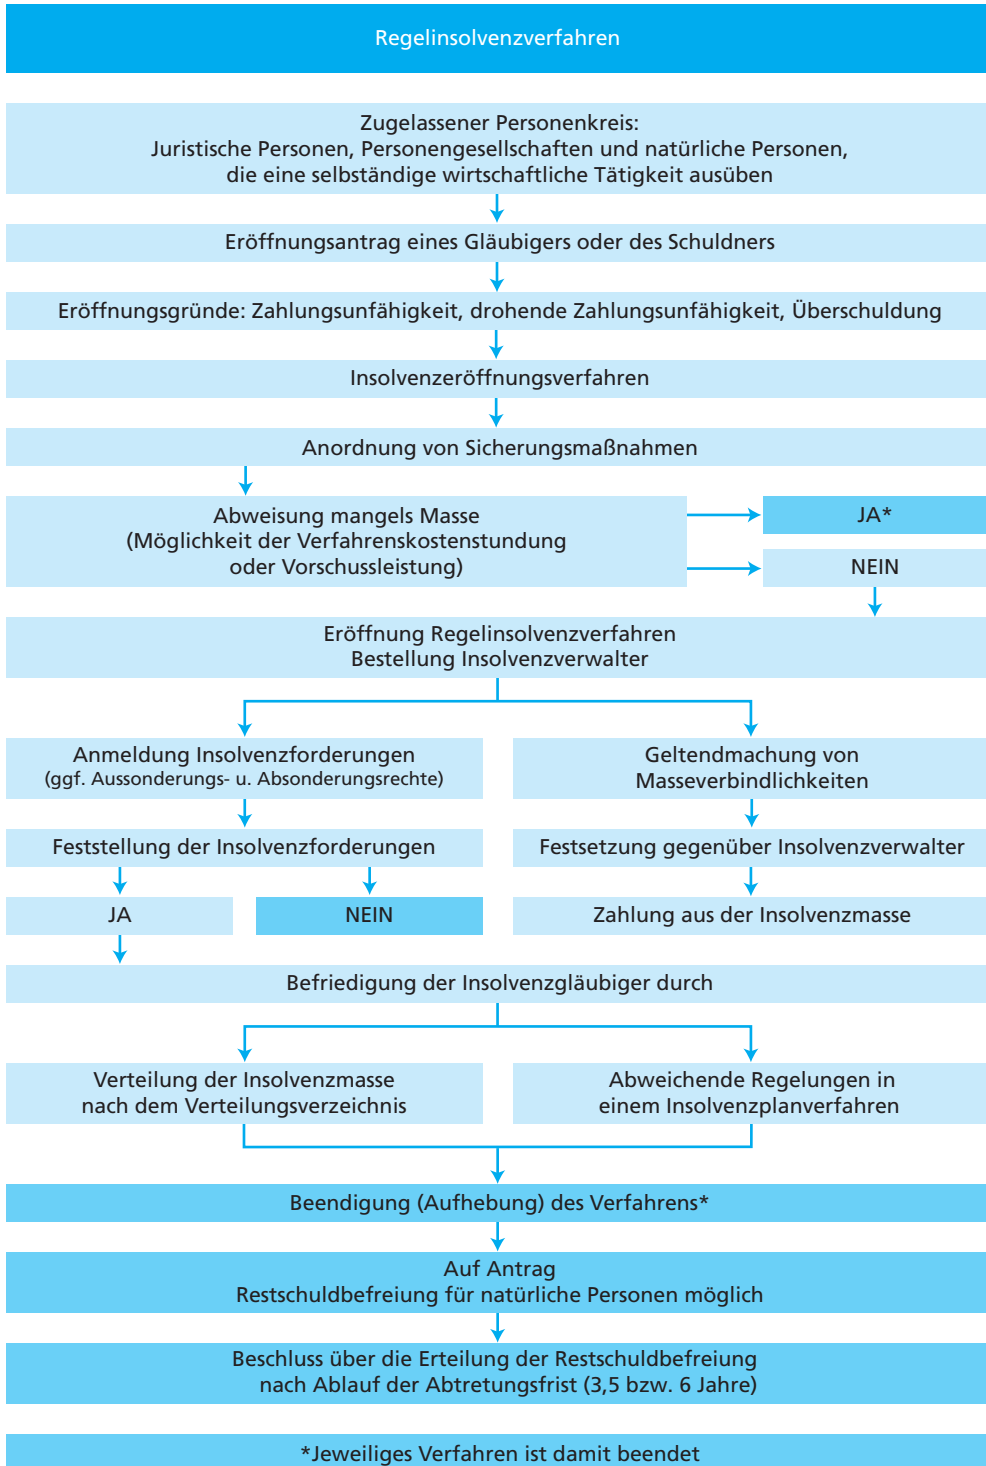 Regelinsolvenzverfahren
Zugelassener Personenkreis:
Juristische Personen, Personengesellschaften und natürliche Personen,
die eine selbständige wirtschaftliche Tätigkeit ausüben
Eröffnungsantrag eines Gläubigers oder des Schuldners
Eröffnungsgründe: Zahlungsunfähigkeit, drohende Zahlungsunfähigkeit, Überschuldung
Insolvenzeröffnungsverfahren
Anordnung von Sicherungsmaßnahmen
Abweisung mangels Masse
(Möglichkeit der Verfahrenskostenstundung
oder Vorschussleistung)
JA*
NEIN
Eröffnung Regelinsolvenzverfahren
Bestellung Insolvenzverwalter
Anmeldung Insolvenzforderungen
(ggf. Aussonderungs- u. Absonderungsrechte)
Geltendmachung von
Masseverbindlichkeiten
Feststellung der Insolvenzforderungen
Festsetzung gegenüber Insolvenzverwalter
JA
NEIN
Zahlung aus der Insolvenzmasse
Befriedigung der Insolvenzgläubiger durch
Verteilung der Insolvenzmasse
nach dem Verteilungsverzeichnis
Abweichende Regelungen in
einem Insolvenzplanverfahren
Beendigung (Aufhebung) des Verfahrens*
Auf Antrag
Restschuldbefreiung für natürliche Personen möglich
Beschluss über die Erteilung der Restschuldbefreiung
nach Ablauf der Abtretungsfrist (3,5 bzw. 6 Jahre)
*Jeweiliges Verfahren ist damit beendet